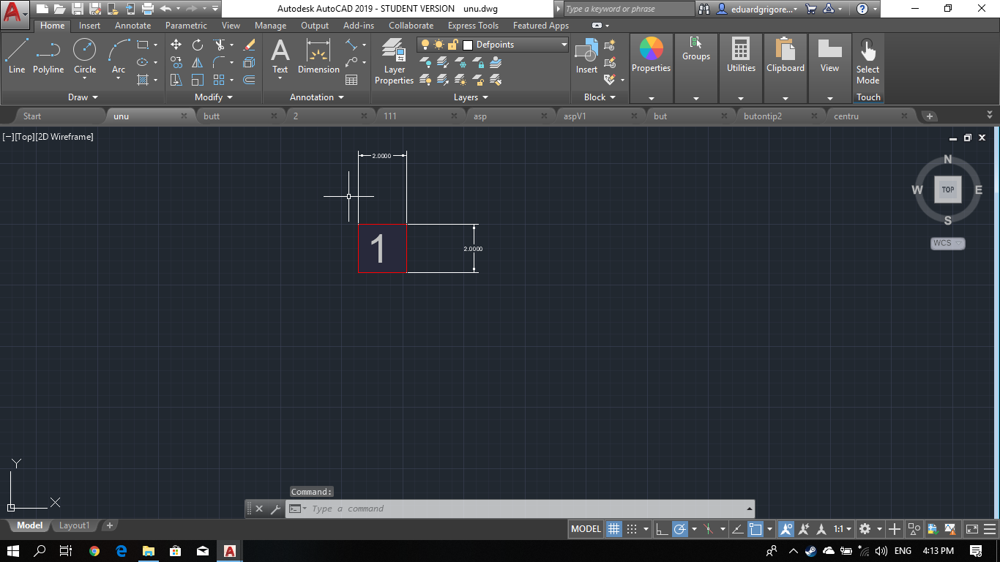 Autodesk AutoCAD 2019 - STUDENT VERSION unu.dwg
Type a keyword or phrase
eduardgrigore...
Home Insert Annotate Parametric View Manage Output Add-ins Collaborate Express Tools Featured Apps
Defpoints
Line Polyline Circle Arc
Text Dimension
Layer
Properties
Insert
Properties
Groups
Utilities
Clipboard
View
Select
Mode
Draw Modify Annotation Layers Block Touch
Start unu butt 2 111 asp aspV1 but butontip2 centru
[−][Top][2D Wireframe]
2.0000
N
W TOP E
S
WCS
1
2.0000
Y
X
Command:
Type a command
Model Layout1
MODEL 1:1
ENG 4:13 PM